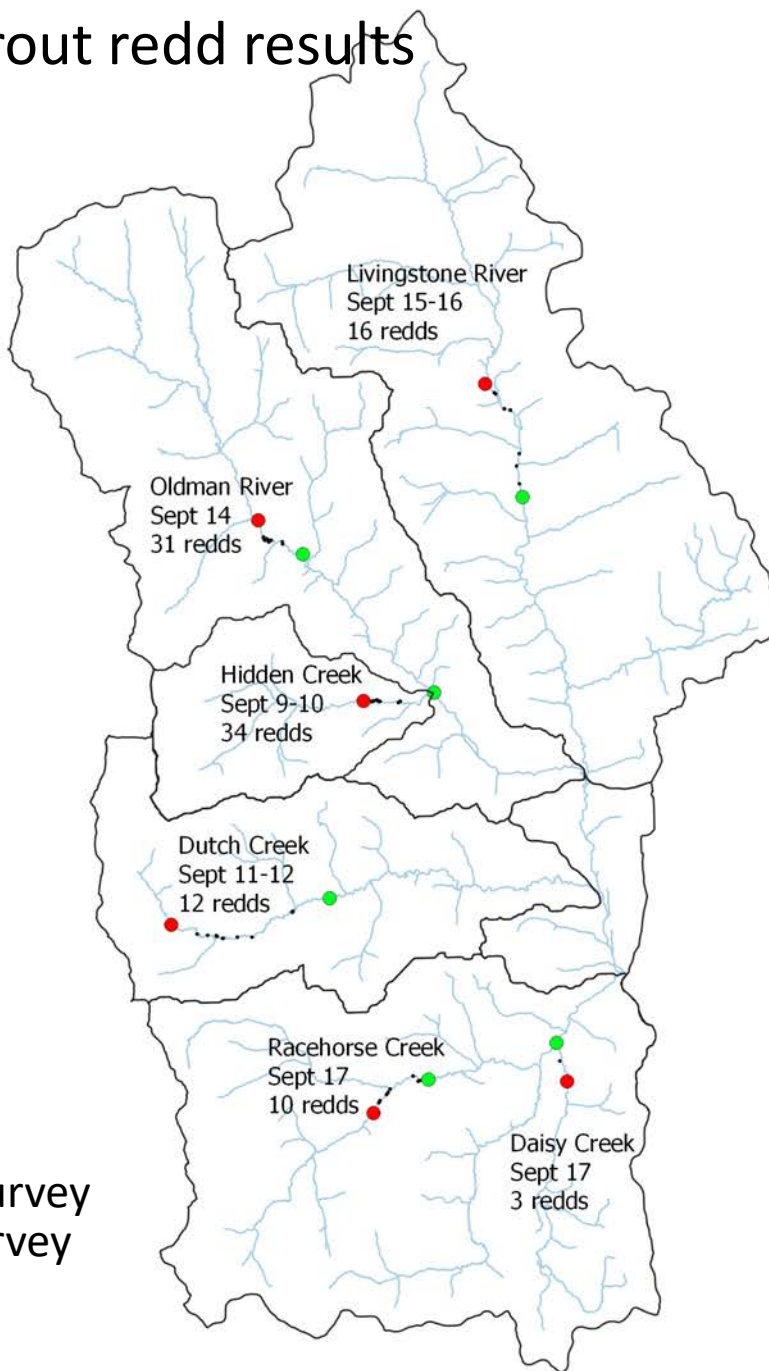 rout redd results
Livingstone River
Sept 15-16
16 redds
Oldman River
Sept 14
31 redds
Hidden Creek
Sept 9-10
34 redds
Dutch Creek
Sept 11-12
12 redds
Racehorse Creek
Sept 17
10 redds
Daisy Creek
Sept 17
3 redds
urvey
rvey